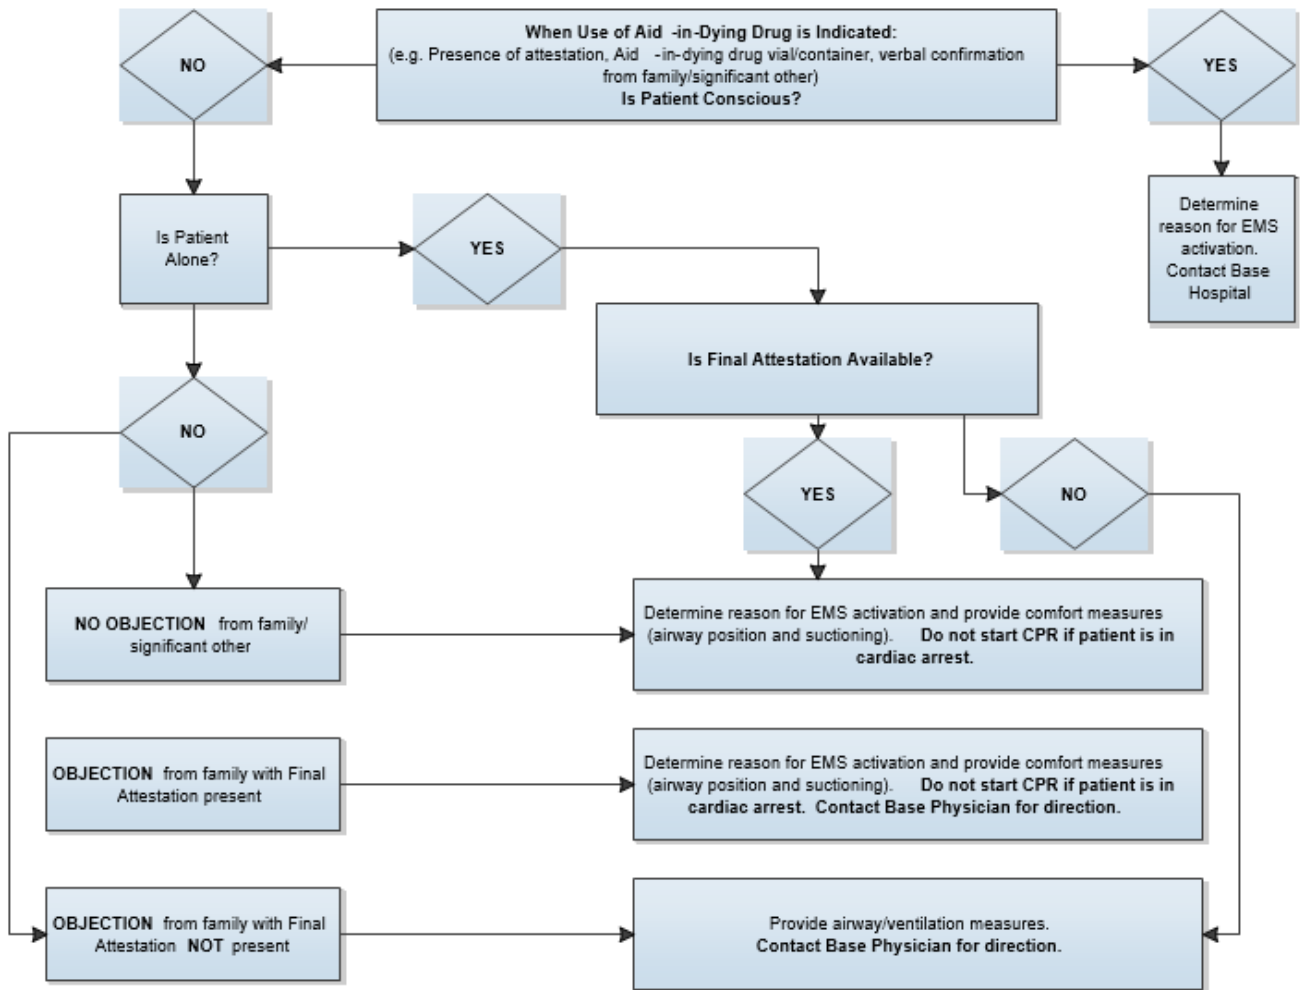 When Use of Aid -in-Dying Drug is Indicated:
(e.g. Presence of attestation, Aid -in-dying drug vial/container, verbal confirmation
from family/significant other)
Is Patient Conscious?
NO
YES
Determine
reason for EMS
activation.
Contact Base
Hospital
Is Patient
Alone?
YES
Is Final Attestation Available?
NO
YES
NO
NO OBJECTION from family/
significant other
Determine reason for EMS activation and provide comfort measures
(airway position and suctioning). Do not start CPR if patient is in
cardiac arrest.
OBJECTION from family with Final
Attestation present
Determine reason for EMS activation and provide comfort measures
(airway position and suctioning). Do not start CPR if patient is in
cardiac arrest. Contact Base Physician for direction.
OBJECTION from family with Final
Attestation NOT present
Provide airway/ventilation measures.
Contact Base Physician for direction.